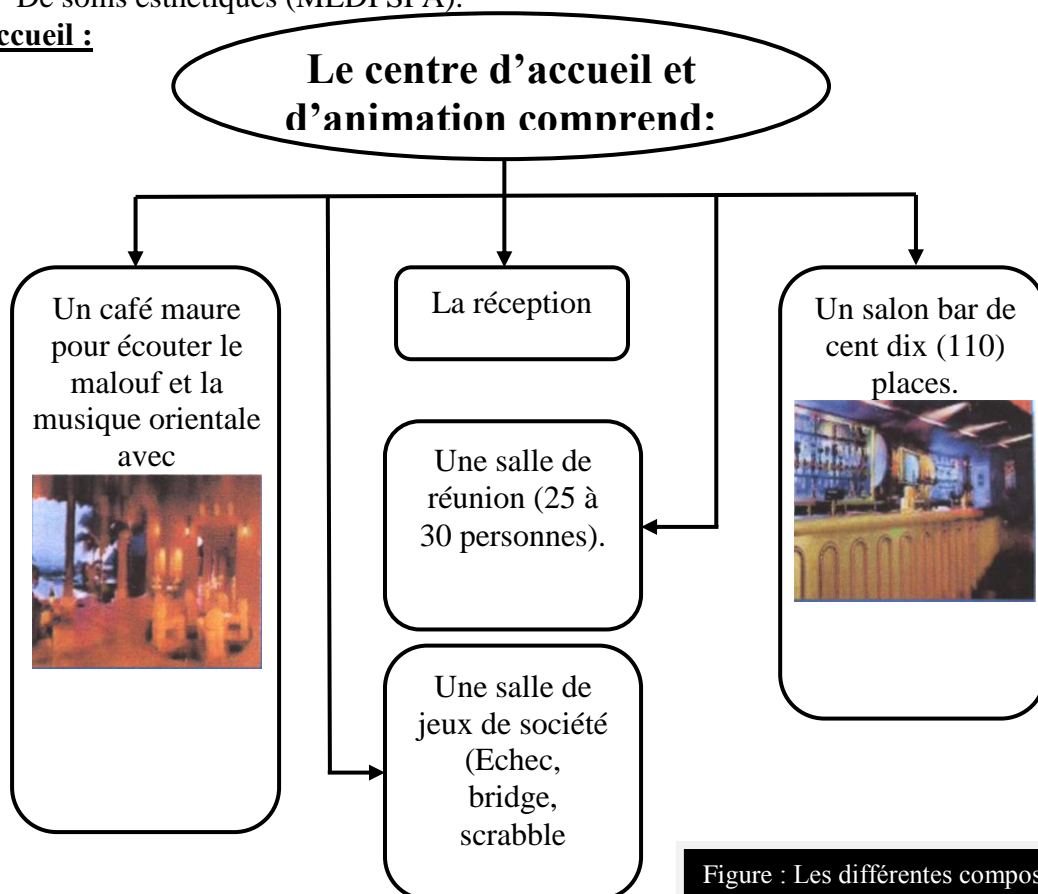 De soins esthétiques (MEDI SPA).
ccueil :
Le centre d’accueil et
d’animation comprend:
Un café maure
pour écouter le
malouf et la
musique orientale
avec
La réception
Un salon bar de
cent dix (110)
places.
Une salle de
réunion (25 à
30 personnes).
Une salle de
jeux de société
(Echec,
bridge,
scrabble
Figure : Les différentes compos